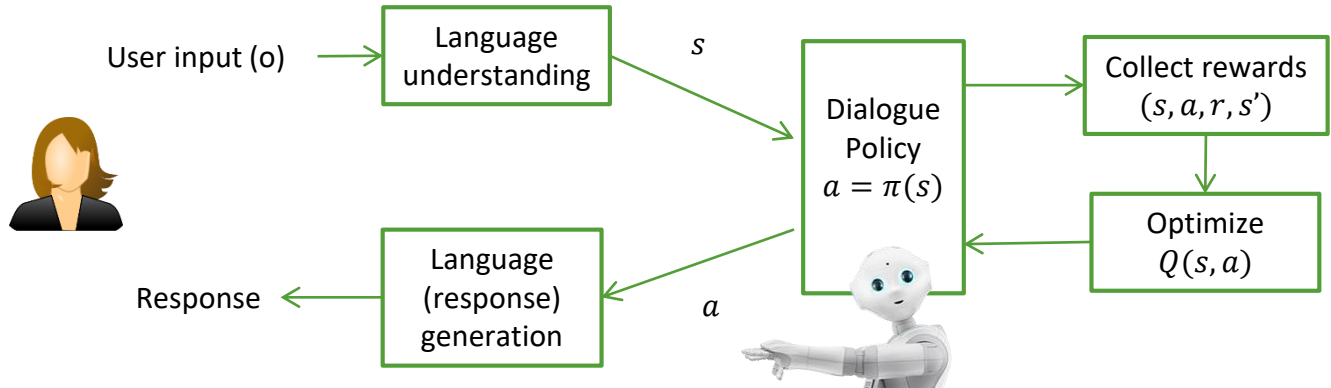 User input (o)
Language
understanding
s
Dialogue
Policy
a = π(s)
Collect rewards
(s, a, r, s’)
Optimize
Q(s, a)
Language
(response)
generation
a
Response